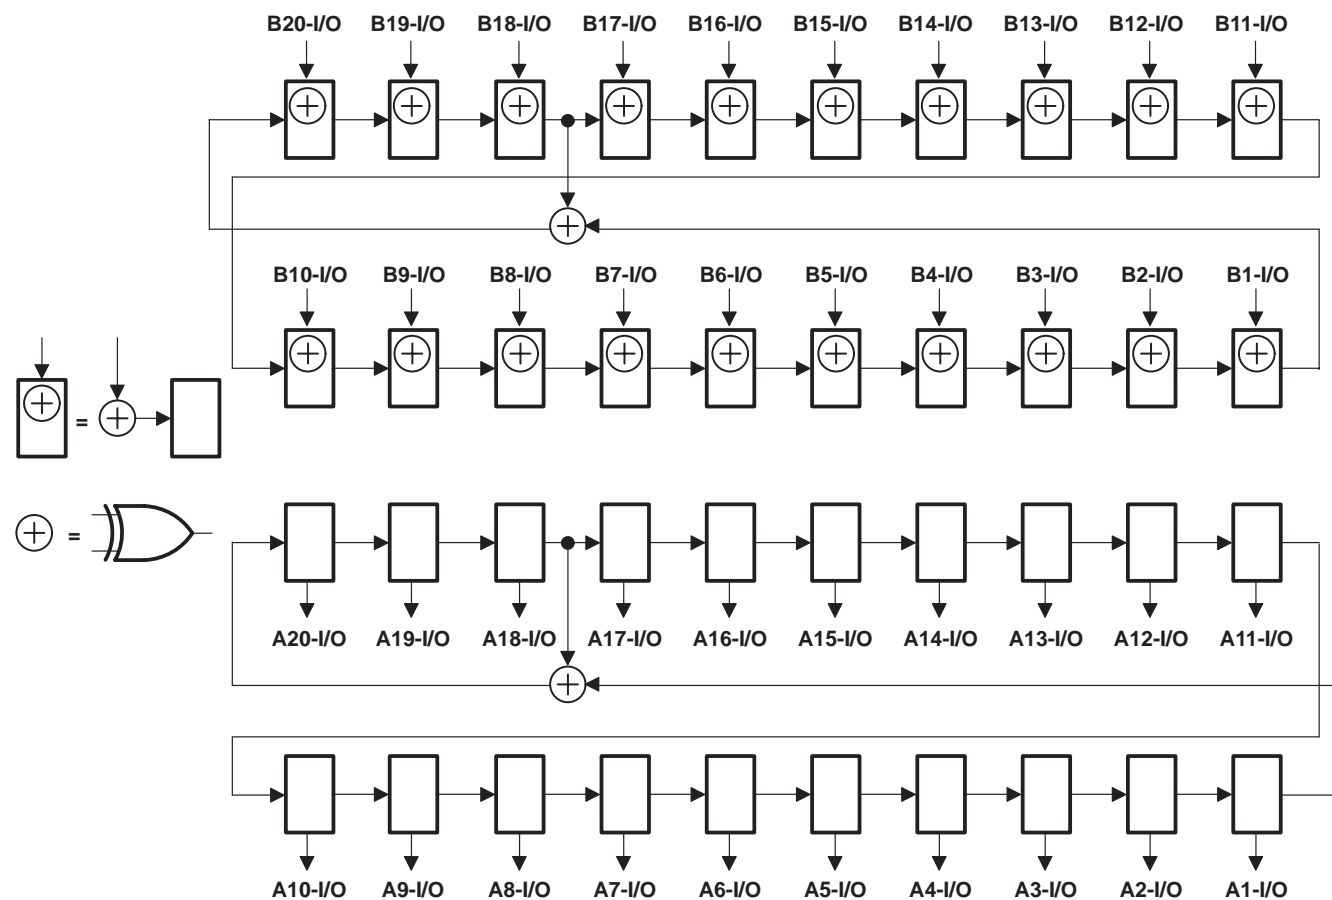 B20-I/O B19-I/O B18-I/O B17-I/O B16-I/O B15-I/O B14-I/O B13-I/O B12-I/O B11-I/O
B10-I/O B9-I/O B8-I/O B7-I/O B6-I/O B5-I/O B4-I/O B3-I/O B2-I/O B1-I/O
=
=
A20-I/O A19-I/O A18-I/O A17-I/O A16-I/O A15-I/O A14-I/O A13-I/O A12-I/O A11-I/O
A10-I/O A9-I/O A8-I/O A7-I/O A6-I/O A5-I/O A4-I/O A3-I/O A2-I/O A1-I/O